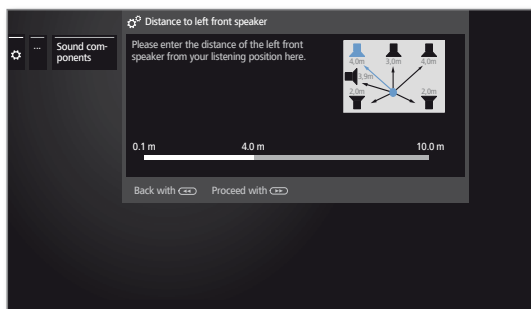 Distance to left front speaker
...
Sound com-
ponents
Please enter the distance of the left front
speaker from your listening position here.
4,0m 3,0m 4,0m
3,9m
2,0m 2,0m
0.1 m 4.0 m 10.0 m
Back with Proceed with